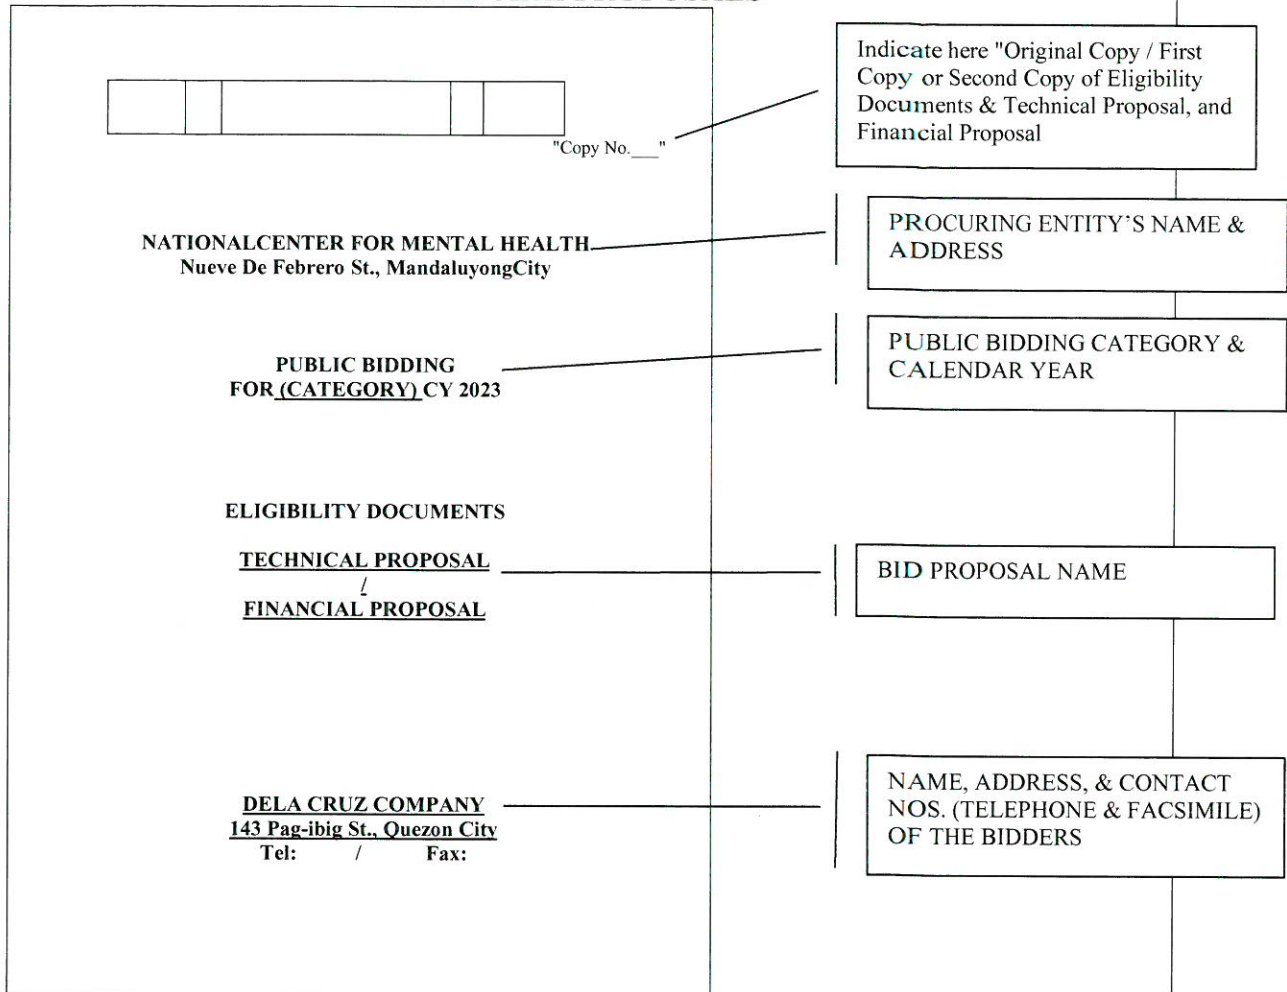 "Copy No.___"
Indicate here "Original Copy / First
Copy or Second Copy of Eligibility
Documents & Technical Proposal, and
Financial Proposal
NATIONALCENTER FOR MENTAL HEALTH
Nueve De Febrero St., MandaluyongCity
PROCURING ENTITY'S NAME &
ADDRESS
PUBLIC BIDDING
FOR (CATEGORY) CY 2023
PUBLIC BIDDING CATEGORY &
CALENDAR YEAR
ELIGIBILITY DOCUMENTS
TECHNICAL PROPOSAL
/
FINANCIAL PROPOSAL
BID PROPOSAL NAME
DELA CRUZ COMPANY
143 Pag-ibig St., Quezon City
Tel: / Fax:
NAME, ADDRESS, & CONTACT
NOS. (TELEPHONE & FACSIMILE)
OF THE BIDDERS